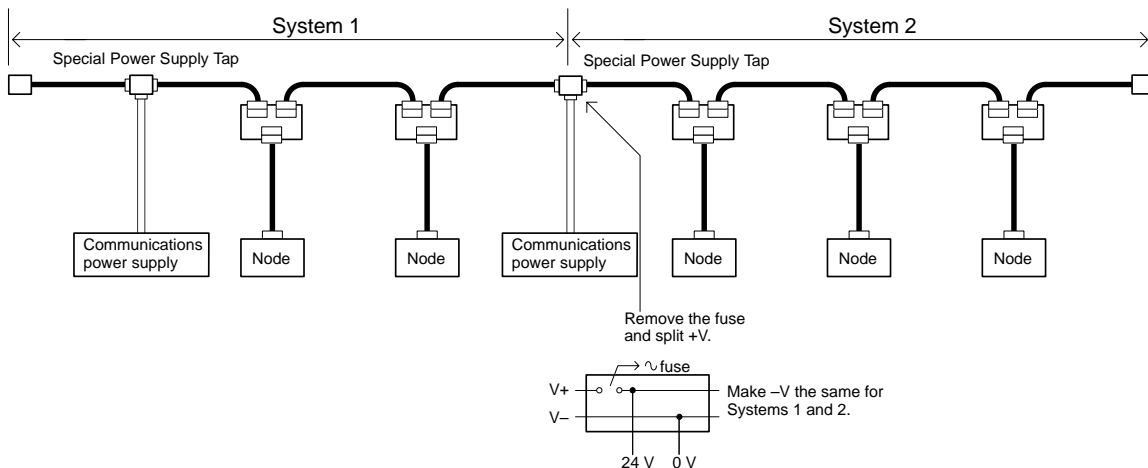 System 1
System 2
Special Power Supply Tap
Special Power Supply Tap
Communications
power supply
Node
Node
Communications
power supply
Node
Node
Node
Remove the fuse
and split +V.
fuse
V+
V–
Make –V the same for
Systems 1 and 2.
24 V
0 V